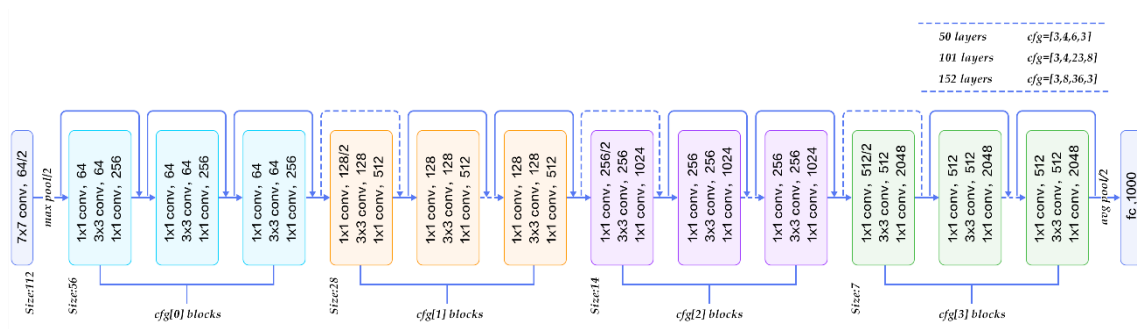 50 layers cfg=[3,4,6,3]
101 layers cfg=[3,4,23,8]
152 layers cfg=[3,8,36,3]
7x7 conv, 64/2
max pool/2
1x1 conv, 64
3x3 conv, 64
1x1 conv, 256
1x1 conv, 64
3x3 conv, 64
1x1 conv, 256
1x1 conv, 64
3x3 conv, 64
1x1 conv, 256
1x1 conv, 128/2
3x3 conv, 128
1x1 conv, 512
1x1 conv, 128
3x3 conv, 128
1x1 conv, 512
1x1 conv, 128
3x3 conv, 128
1x1 conv, 512
1x1 conv, 256/2
3x3 conv, 256
1x1 conv, 1024
1x1 conv, 256
3x3 conv, 256
1x1 conv, 1024
1x1 conv, 256
3x3 conv, 256
1x1 conv, 1024
1x1 conv, 512/2
3x3 conv, 512
1x1 conv, 2048
1x1 conv, 512
3x3 conv, 512
1x1 conv, 2048
1x1 conv, 512
3x3 conv, 512
1x1 conv, 2048
avg pool/2
fc ,1000
Size:112
Size:56
Size:28
Size:14
Size:7
cfg[0] blocks
cfg[1] blocks
cfg[2] blocks
cfg[3] blocks